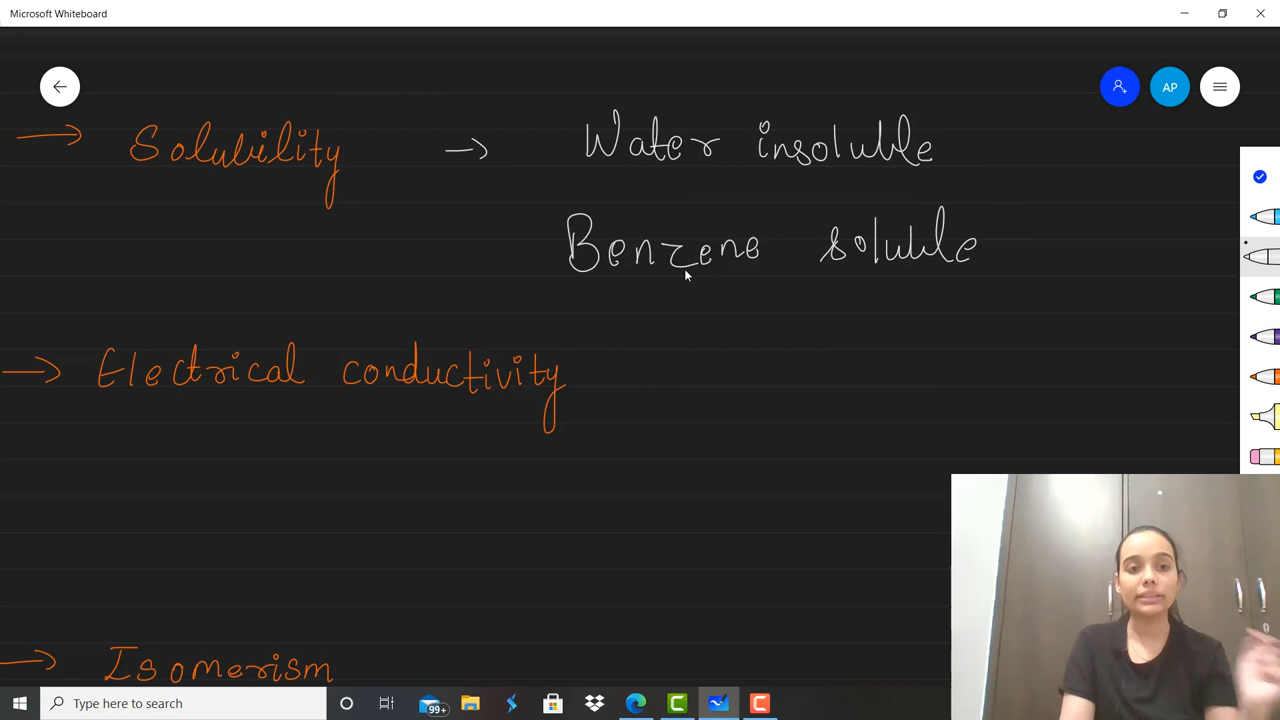 Microsoft Whiteboard
AP
→ Solubility → Water insoluble
Benzene soluble
→ Electrical conductivity
→ Isomerism
Type here to search
99+